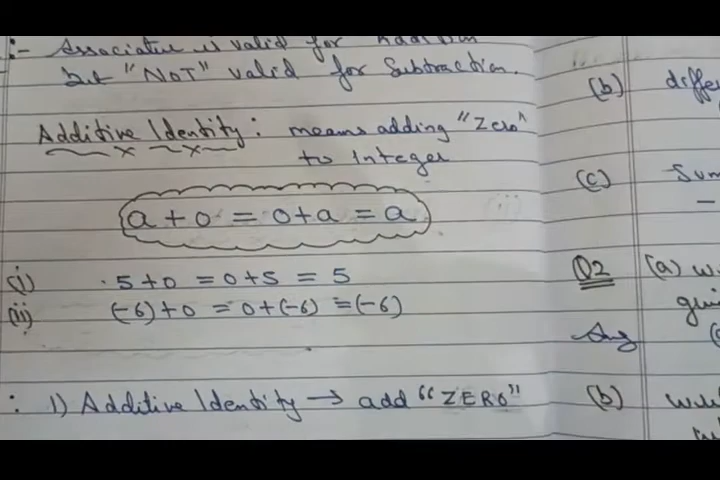 :- Associative is valid for Addition
but "NOT" valid for Subtraction.
Additive Identity : means adding "Zero"
to Integer
a + 0 = 0 + a = a
(i) 5 + 0 = 0 + 5 = 5
(ii) (-6) + 0 = 0 + (-6) = (-6)
: 1) Additive Identity → add "ZERO"
(b)
(c) Sum
Q2 (a)
Ans
(b)